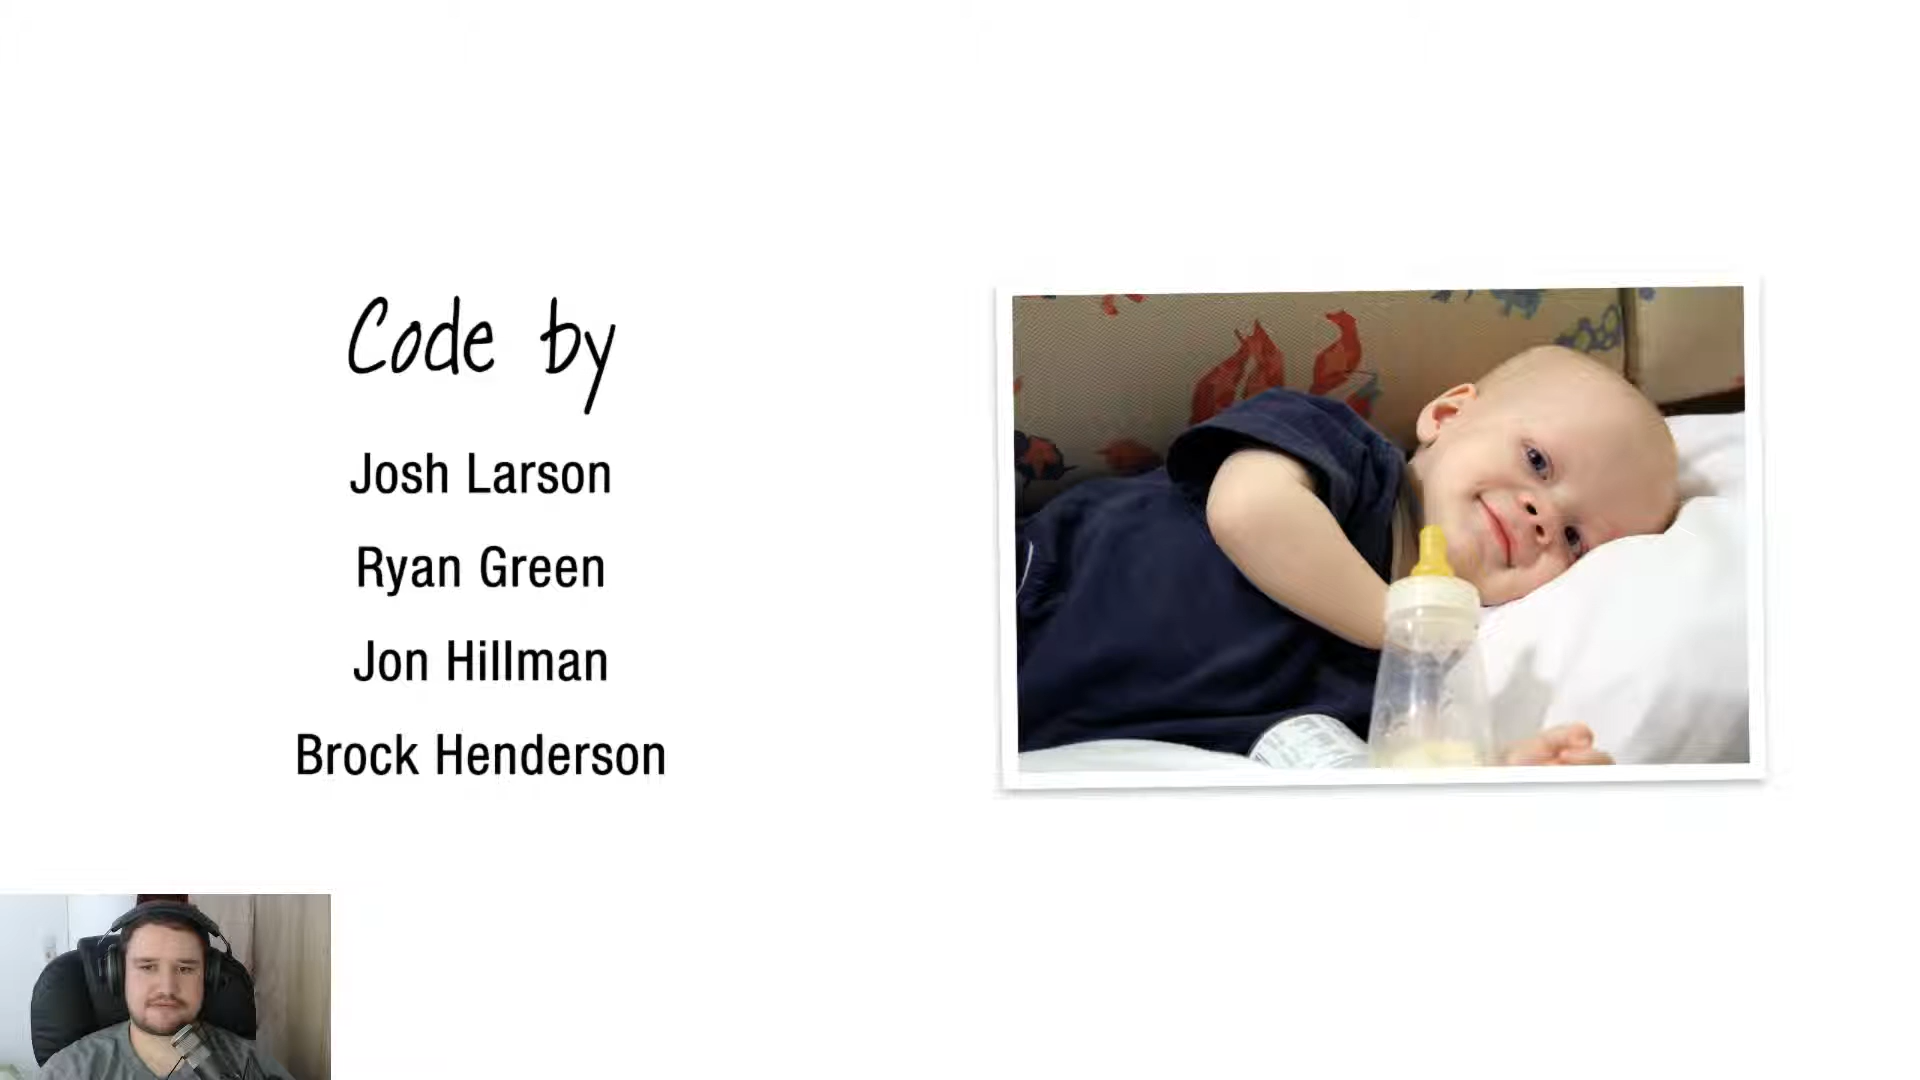 Code by
Josh Larson
Ryan Green
Jon Hillman
Brock Henderson